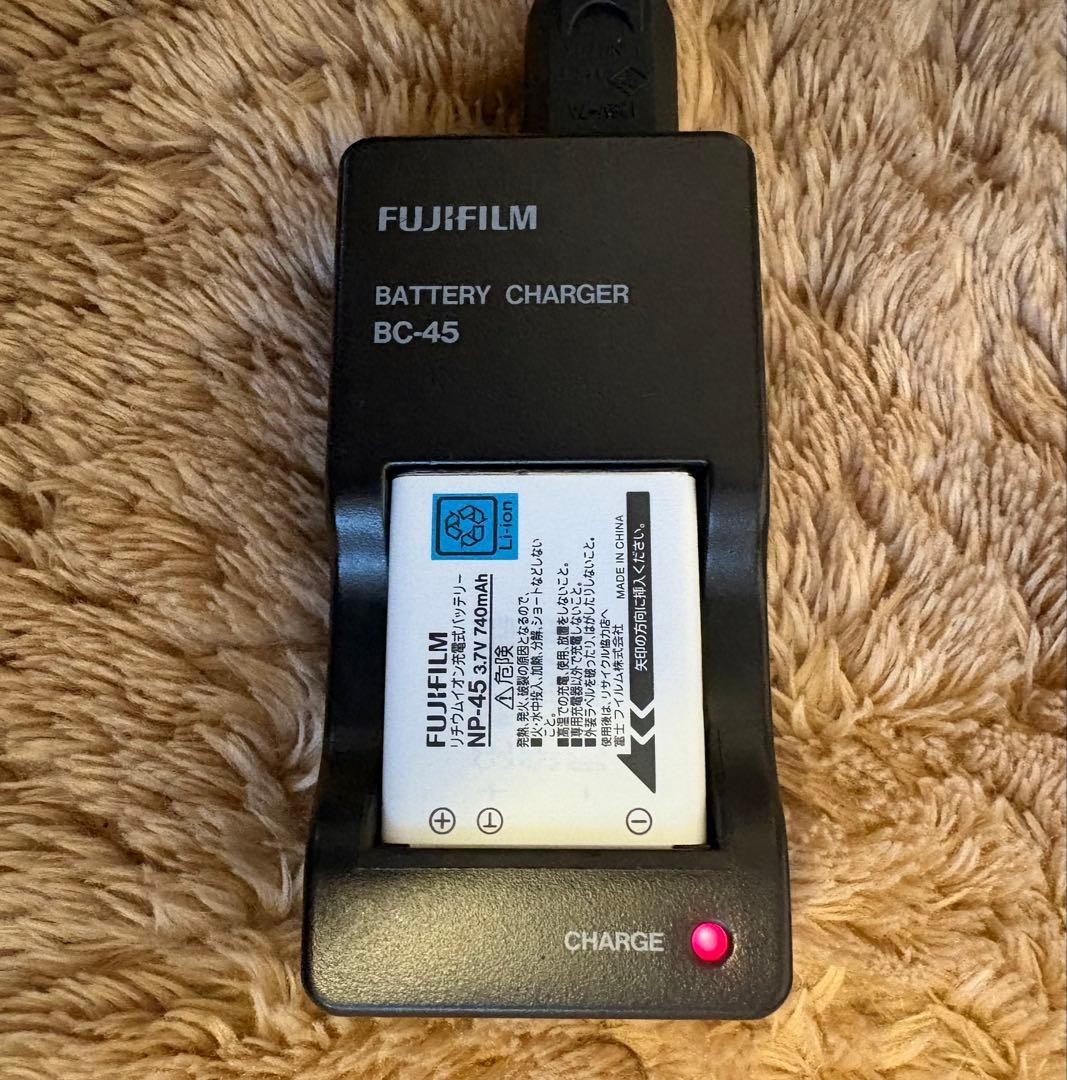 FUJIFILM
BATTERY CHARGER
BC-45
Li-ion
FUJIFILM
リチウムイオン充電式バッテリー
NP-45 3.7V 740mAh
⚠危険
発熱、発火、破裂の原因となるので、
■火・水中投入、加熱、分解、ショートなどしない
こと。
■高温での充電、使用、放置をしないこと。
■専用充電器以外で充電しないこと。
■外装ラベルを破ったり、はがしたりしないこと。
使用後は、リサイクル協力店へ
富士フイルム株式会社 MADE IN CHINA
矢印の方向に挿入ください。
⊕ Ⓣ ⊖
CHARGE